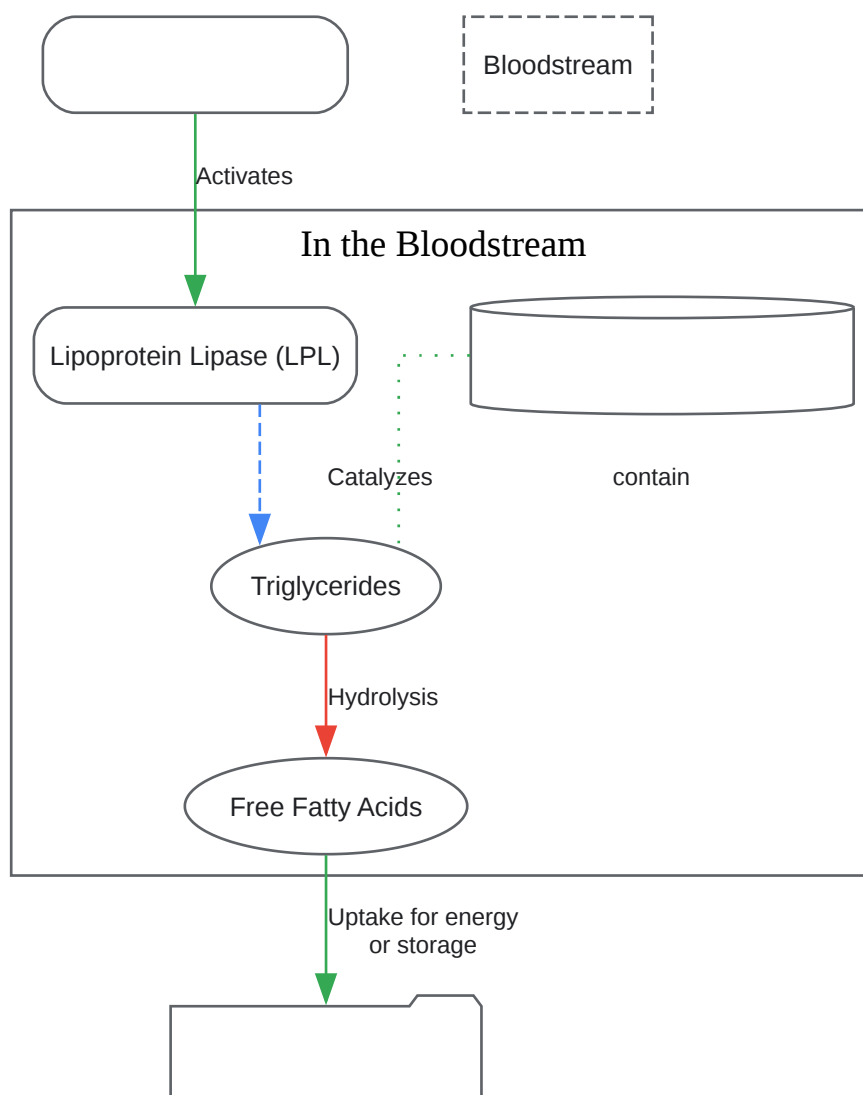 Bloodstream
Activates
In the Bloodstream
Lipoprotein Lipase (LPL)
Catalyzes
contain
Triglycerides
Hydrolysis
Free Fatty Acids
Uptake for energy
or storage